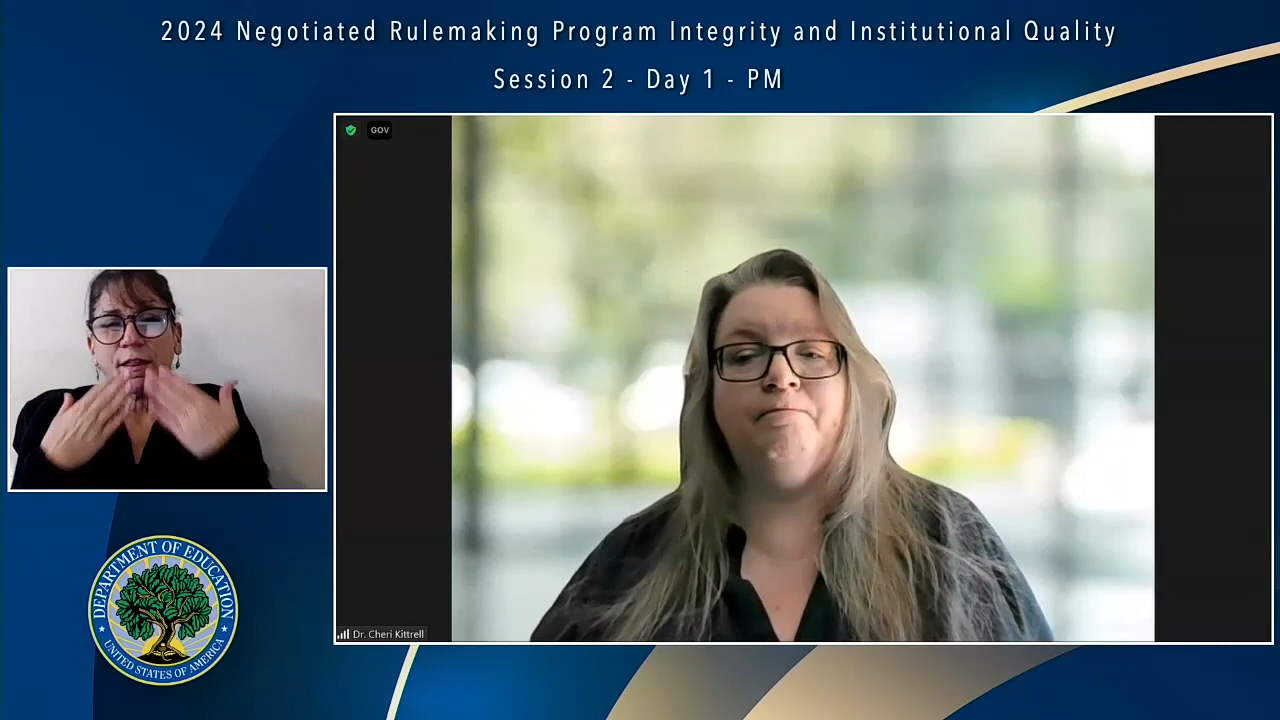 2024 Negotiated Rulemaking Program Integrity and Institutional Quality
Session 2 - Day 1 - PM
GOV
Dr. Cheri Kittrell
DEPARTMENT OF EDUCATION
UNITED STATES OF AMERICA